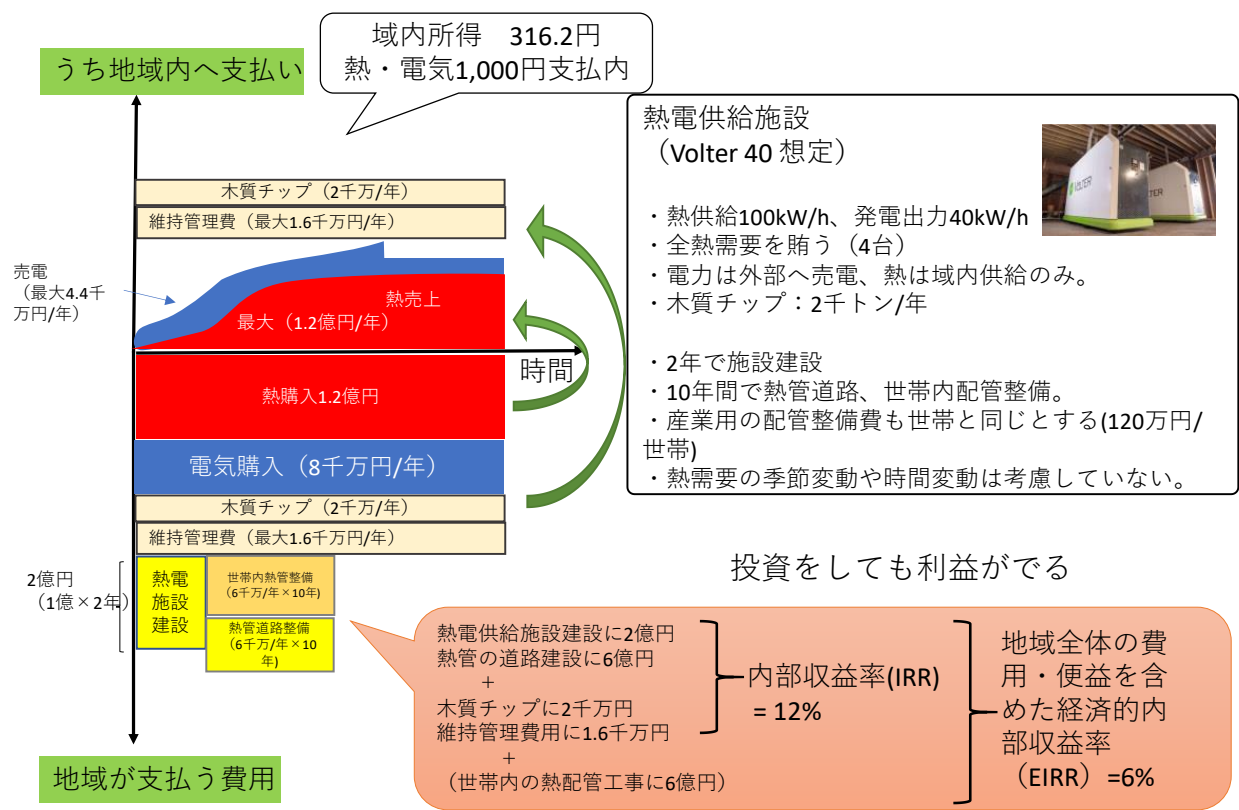 域内所得　316.2円
熱・電気1,000円支払内
うち地域内へ支払い
熱電供給施設
（Volter 40 想定）
VOLTER
・熱供給100kW/h、発電出力40kW/h
・全熱需要を賄う（4台）
・電力は外部へ売電、熱は域内供給のみ。
・木質チップ：2千トン/年
・2年で施設建設
・10年間で熱管道路、世帯内配管整備。
・産業用の配管整備費も世帯と同じとする(120万円/
世帯)
・熱需要の季節変動や時間変動は考慮していない。
木質チップ（2千万/年）
維持管理費（最大1.6千万円/年）
売電
（最大4.4千
万円/年）
熱売上
最大（1.2億円/年）
時間
熱購入1.2億円
電気購入（8千万円/年）
木質チップ（2千万/年）
維持管理費（最大1.6千万円/年）
2億円
（1億×2年）
熱電
施設
建設
世帯内熱管整備
(6千万/年×10年)
熱管道路整備
（6千万/年×10
年)
地域が支払う費用
投資をしても利益がでる
熱電供給施設建設に2億円
熱管の道路建設に6億円
+
木質チップに2千万円
維持管理費用に1.6千万円
+
（世帯内の熱配管工事に6億円）
内部収益率(IRR)
= 12%
地域全体の費
用・便益を含
めた経済的内
部収益率
（EIRR）=6%